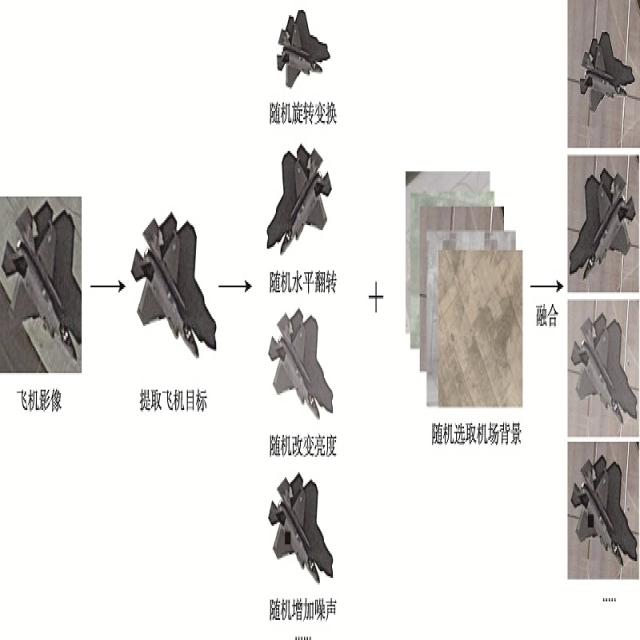 飞机影像
提取飞机目标
随机旋转变换
随机水平翻转
随机改变亮度
随机增加噪声
......
+
随机选取机场背景
融合
......